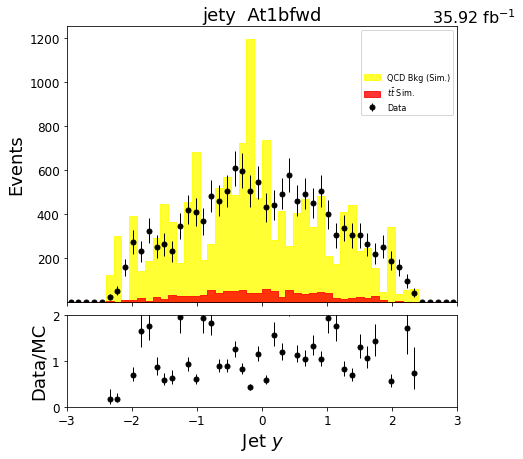 jety At1bfwd
35.92 fb⁻¹
1200
1000
800
600
400
200
Events
QCD Bkg (Sim.)
tt̄ Sim.
Data
2
1
0
Data/MC
−3 −2 −1 0 1 2 3
Jet y